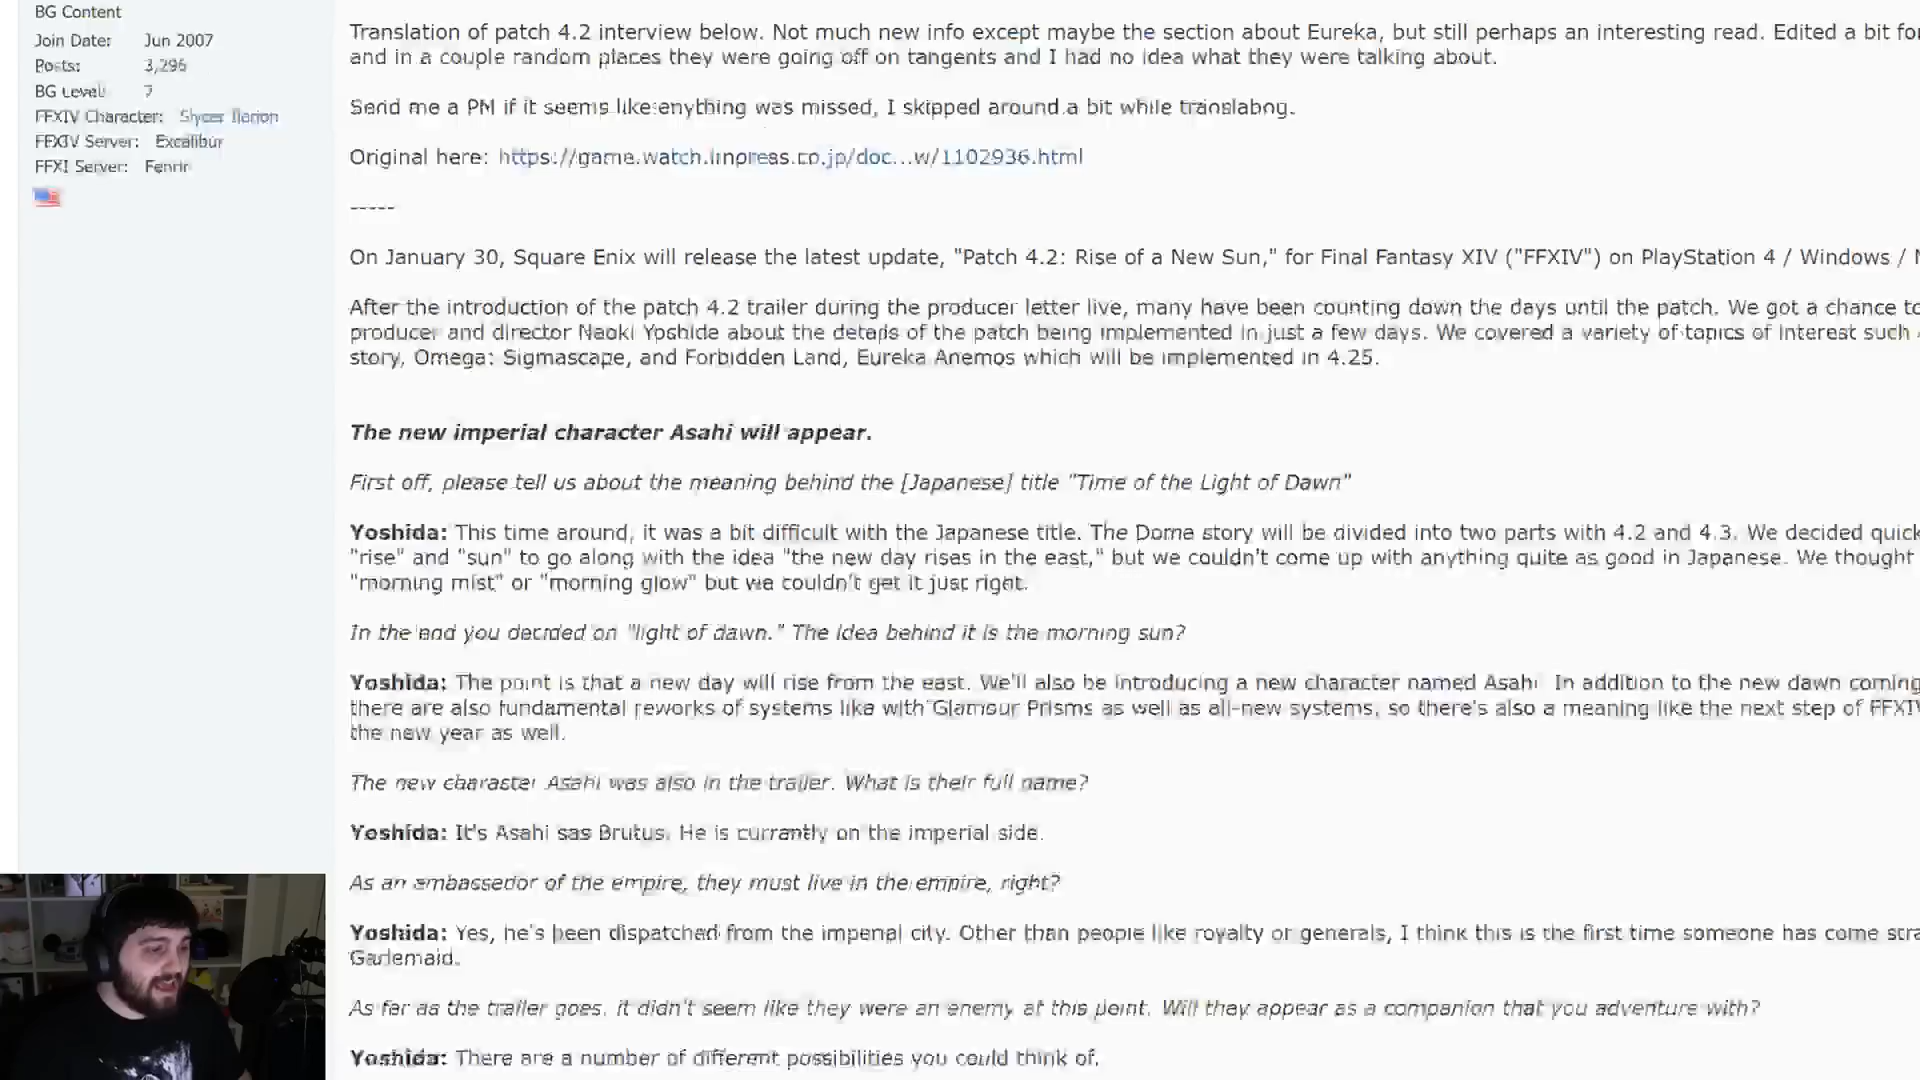 BG Content
Join Date: Jun 2007
Posts: 3,296
BG Level: 7
FFXIV Character: Slycer Ilarion
FFXIV Server: Excalibur
FFXI Server: Fenrir
Translation of patch 4.2 interview below. Not much new info except maybe the section about Eureka, but still perhaps an interesting read. Edited a bit for
and in a couple random places they were going off on tangents and I had no idea what they were talking about.
Send me a PM if it seems like anything was missed, I skipped around a bit while translating.
Original here: https://game.watch.impress.co.jp/doc...w/1102936.html
-----
On January 30, Square Enix will release the latest update, "Patch 4.2: Rise of a New Sun," for Final Fantasy XIV ("FFXIV") on PlayStation 4 / Windows /
After the introduction of the patch 4.2 trailer during the producer letter live, many have been counting down the days until the patch. We got a chance to
producer and director Naoki Yoshida about the details of the patch being implemented in just a few days. We covered a variety of topics of interest such
story, Omega: Sigmascape, and Forbidden Land, Eureka Anemos which will be implemented in 4.25.
The new imperial character Asahi will appear.
First off, please tell us about the meaning behind the [Japanese] title "Time of the Light of Dawn"
Yoshida: This time around, it was a bit difficult with the Japanese title. The Doma story will be divided into two parts with 4.2 and 4.3. We decided quick
"rise" and "sun" to go along with the idea "the new day rises in the east," but we couldn't come up with anything quite as good in Japanese. We thought
"morning mist" or "morning glow" but we couldn't get it just right.
In the end you decided on "light of dawn." The idea behind it is the morning sun?
Yoshida: The point is that a new day will rise from the east. We'll also be introducing a new character named Asahi. In addition to the new dawn coming
there are also fundamental reworks of systems like with Glamour Prisms as well as all-new systems, so there's also a meaning like the next step of FFXIV
the new year as well.
The new character Asahi was also in the trailer. What is their full name?
Yoshida: It's Asahi sas Brutus. He is currently on the imperial side.
As an ambassador of the empire, they must live in the empire, right?
Yoshida: Yes, he's been dispatched from the imperial city. Other than people like royalty or generals, I think this is the first time someone has come stra
Garlemald.
As far as the trailer goes, it didn't seem like they were an enemy at this point. Will they appear as a companion that you adventure with?
Yoshida: There are a number of different possibilities you could think of.